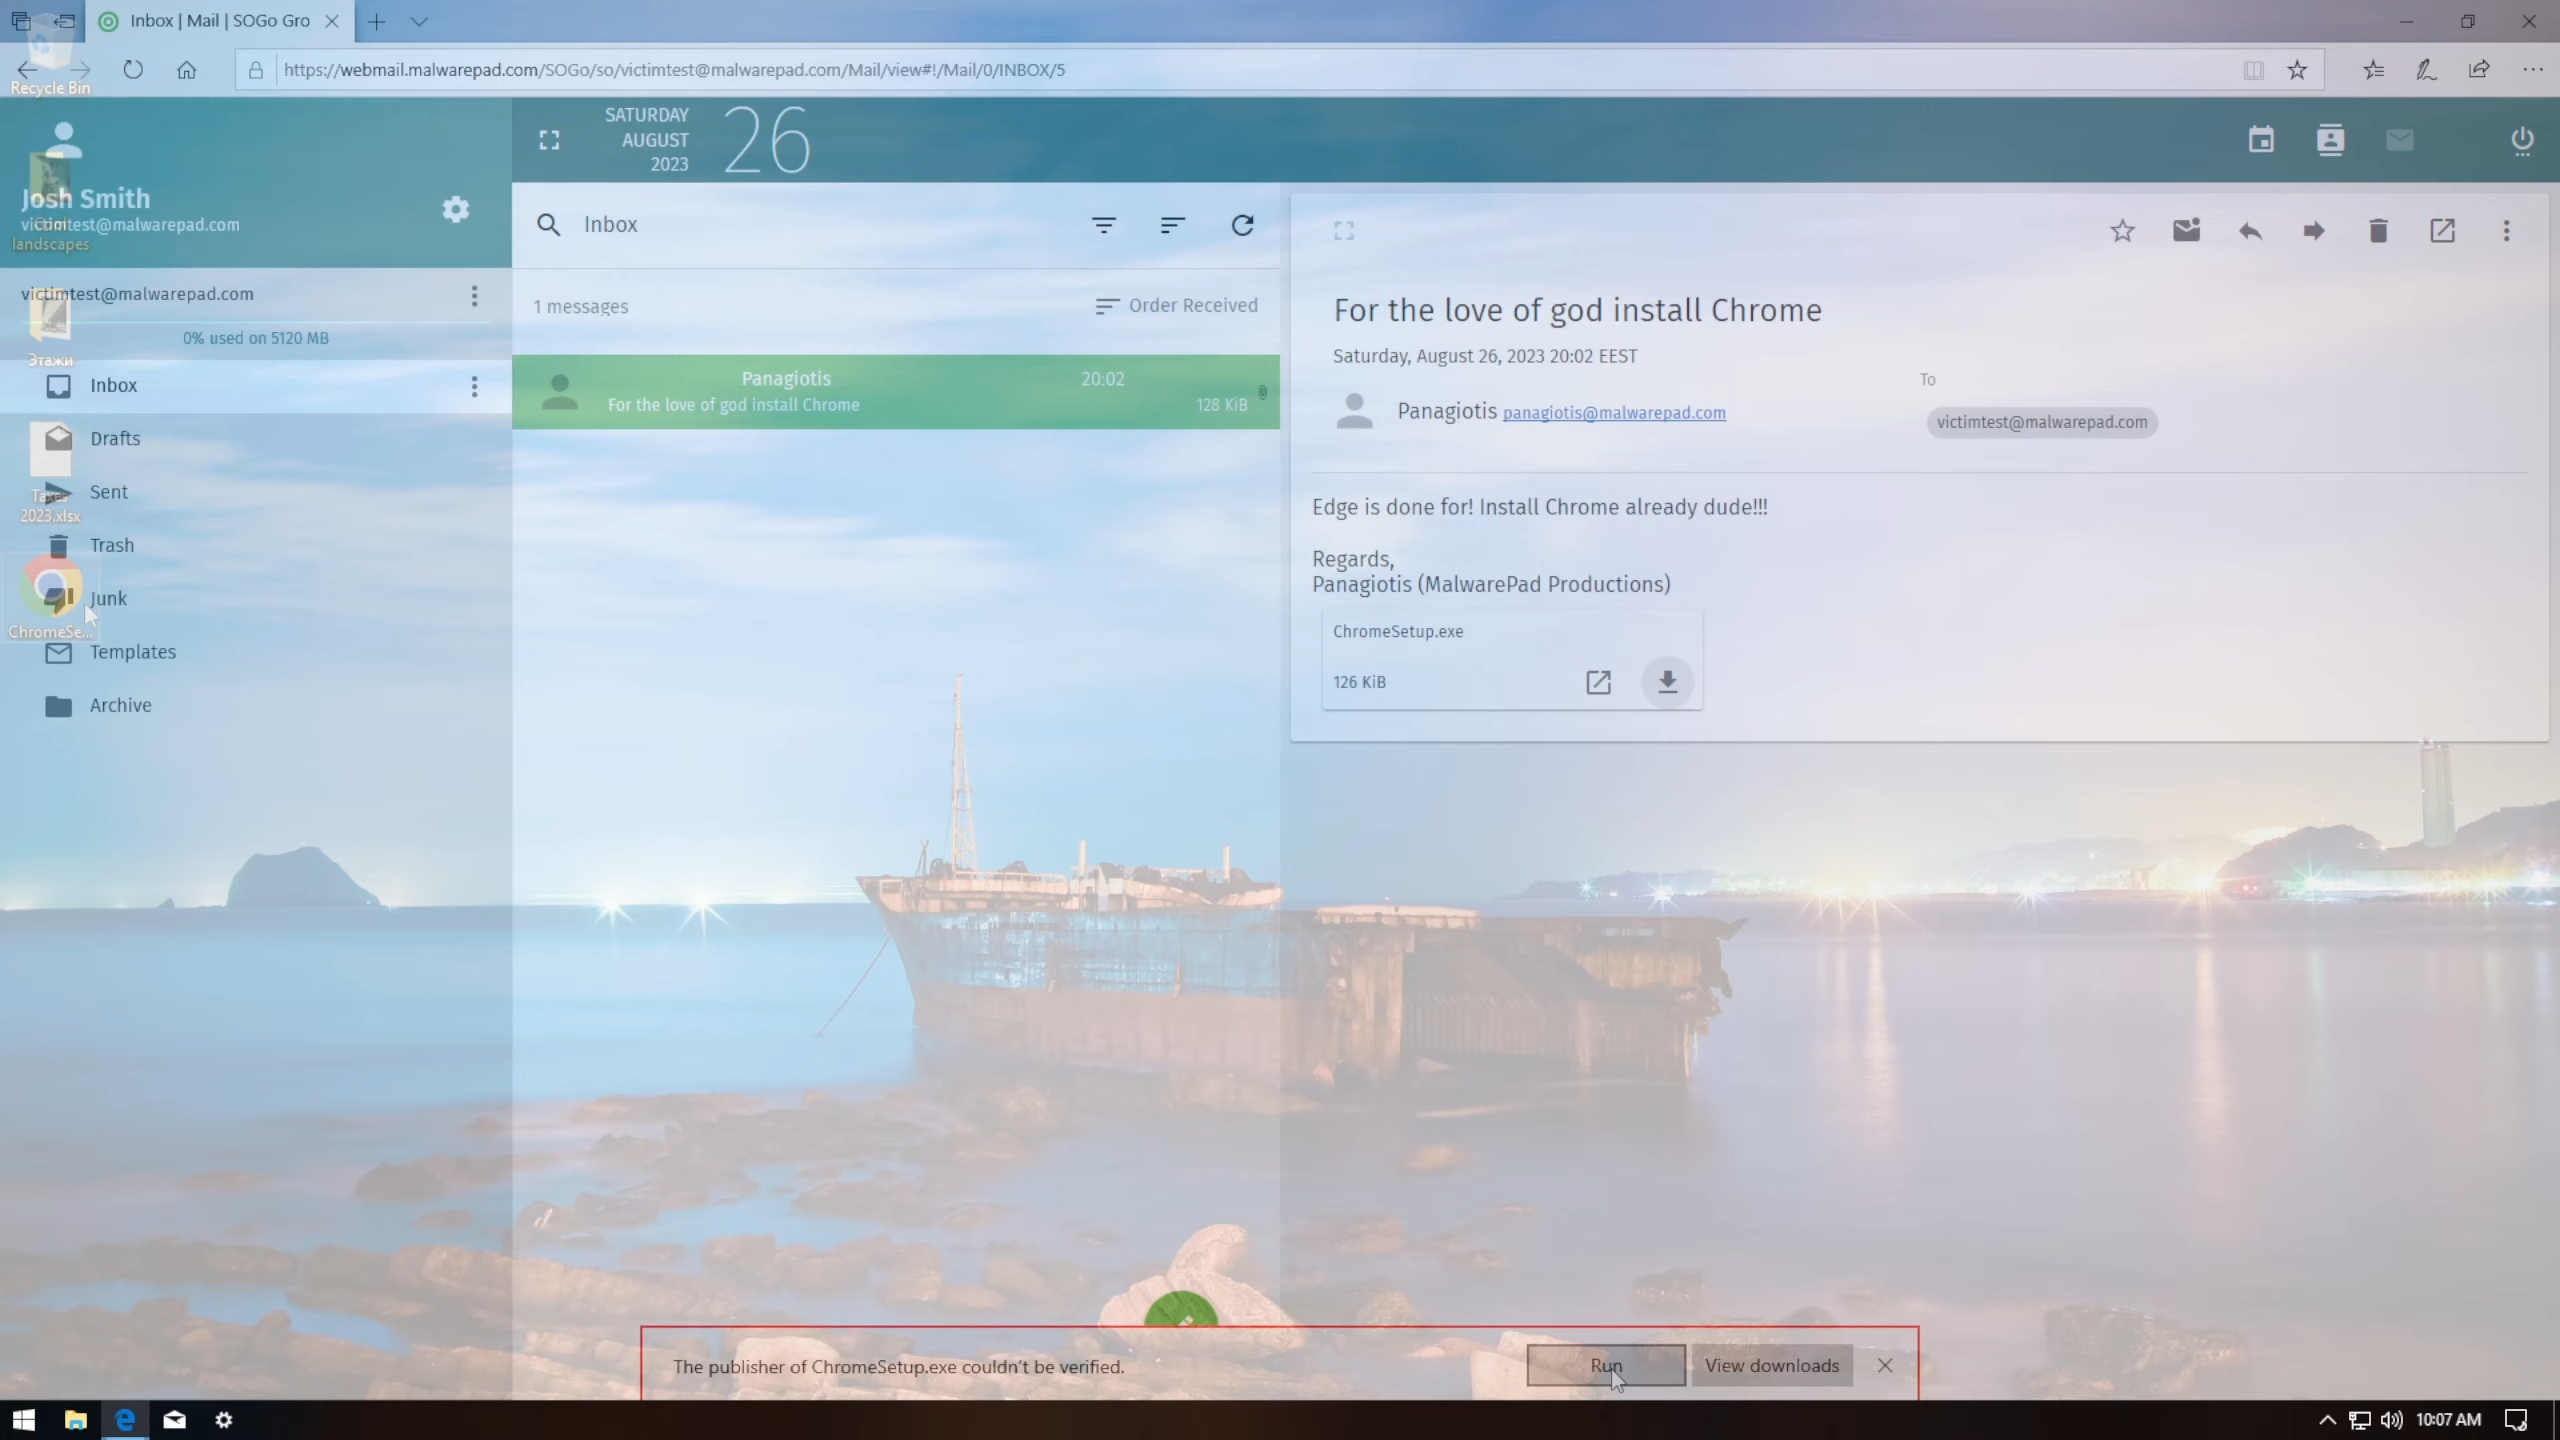 Inbox | Mail | SOGo Gro
https://webmail.malwarepad.com/SOGo/so/victimtest@malwarepad.com/Mail/view#!/Mail/0/INBOX/5
Recycle Bin
SATURDAY
AUGUST
2023
26
Josh Smith
victimtest@malwarepad.com
landscapes
victimtest@malwarepad.com
0% used on 5120 MB
Этажи
Inbox
Drafts
Sent
2023.xlsx
Trash
Junk
ChromeSe...
Templates
Archive
Inbox
1 messages
Order Received
Panagiotis
20:02
For the love of god install Chrome
128 KiB
For the love of god install Chrome
Saturday, August 26, 2023 20:02 EEST
To
Panagiotis panagiotis@malwarepad.com
victimtest@malwarepad.com
Edge is done for! Install Chrome already dude!!!
Regards,
Panagiotis (MalwarePad Productions)
ChromeSetup.exe
126 KiB
The publisher of ChromeSetup.exe couldn't be verified.
Run
View downloads
10:07 AM